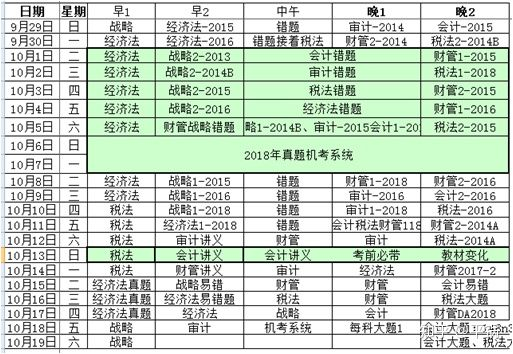 日期 星期 早1 早2 中午 晚1 晚2
9月29日 日 战略 经济法-2015 错题 审计-2014 会计-2015
9月30日 一 经济法 经济法-2016 错题接着税法 财管2-2014 税法2-2014B
10月1日 二 经济法 战略2-2013 会计错题 财管1-2015
10月2日 三 经济法 战略2-2014B 审计错题 税法1-2018
10月3日 四 经济法 战略2-2015 税法错题 财管2-2015
10月4日 五 经济法 战略2-2016 经济法错题 财管1-2016
10月5日 六 经济法 财管战略错题 略1-2014B、审计-2015会计1-20 税法2-2015
10月6日 日 2018年真题机考系统
10月7日 一
10月8日 二 经济法 战略1-2015 错题 财管1-2018 财管2-2016
10月9日 三 经济法 战略1-2016 错题 审计-2016 会计2-2016
10月10日 四 税法 战略1-2018 错题 审计1-2018 税法-2016
10月11日 五 税法 经济法1-2018 错题 会计税法财管118 财管2-2014A
10月12日 六 税法 审计讲义 财管 审计 税法-2014A
10月13日 日 税法 会计讲义 会计讲义 考前必带 教材变化
10月14日 一 税法 财管讲义 审计 经济法 财管2017-2
10月15日 二 经济法真题 战略易错 财管 财管 会计易错
10月16日 三 经济法真题 经济法易错 错题 税法 税法大题
10月17日 四 经济法真题 经济法 战略 会计 财管DA2018
10月18日 五 战略 审计 机考系统 每科大题1 计大题1
10月19日 六 会计大题、税法大